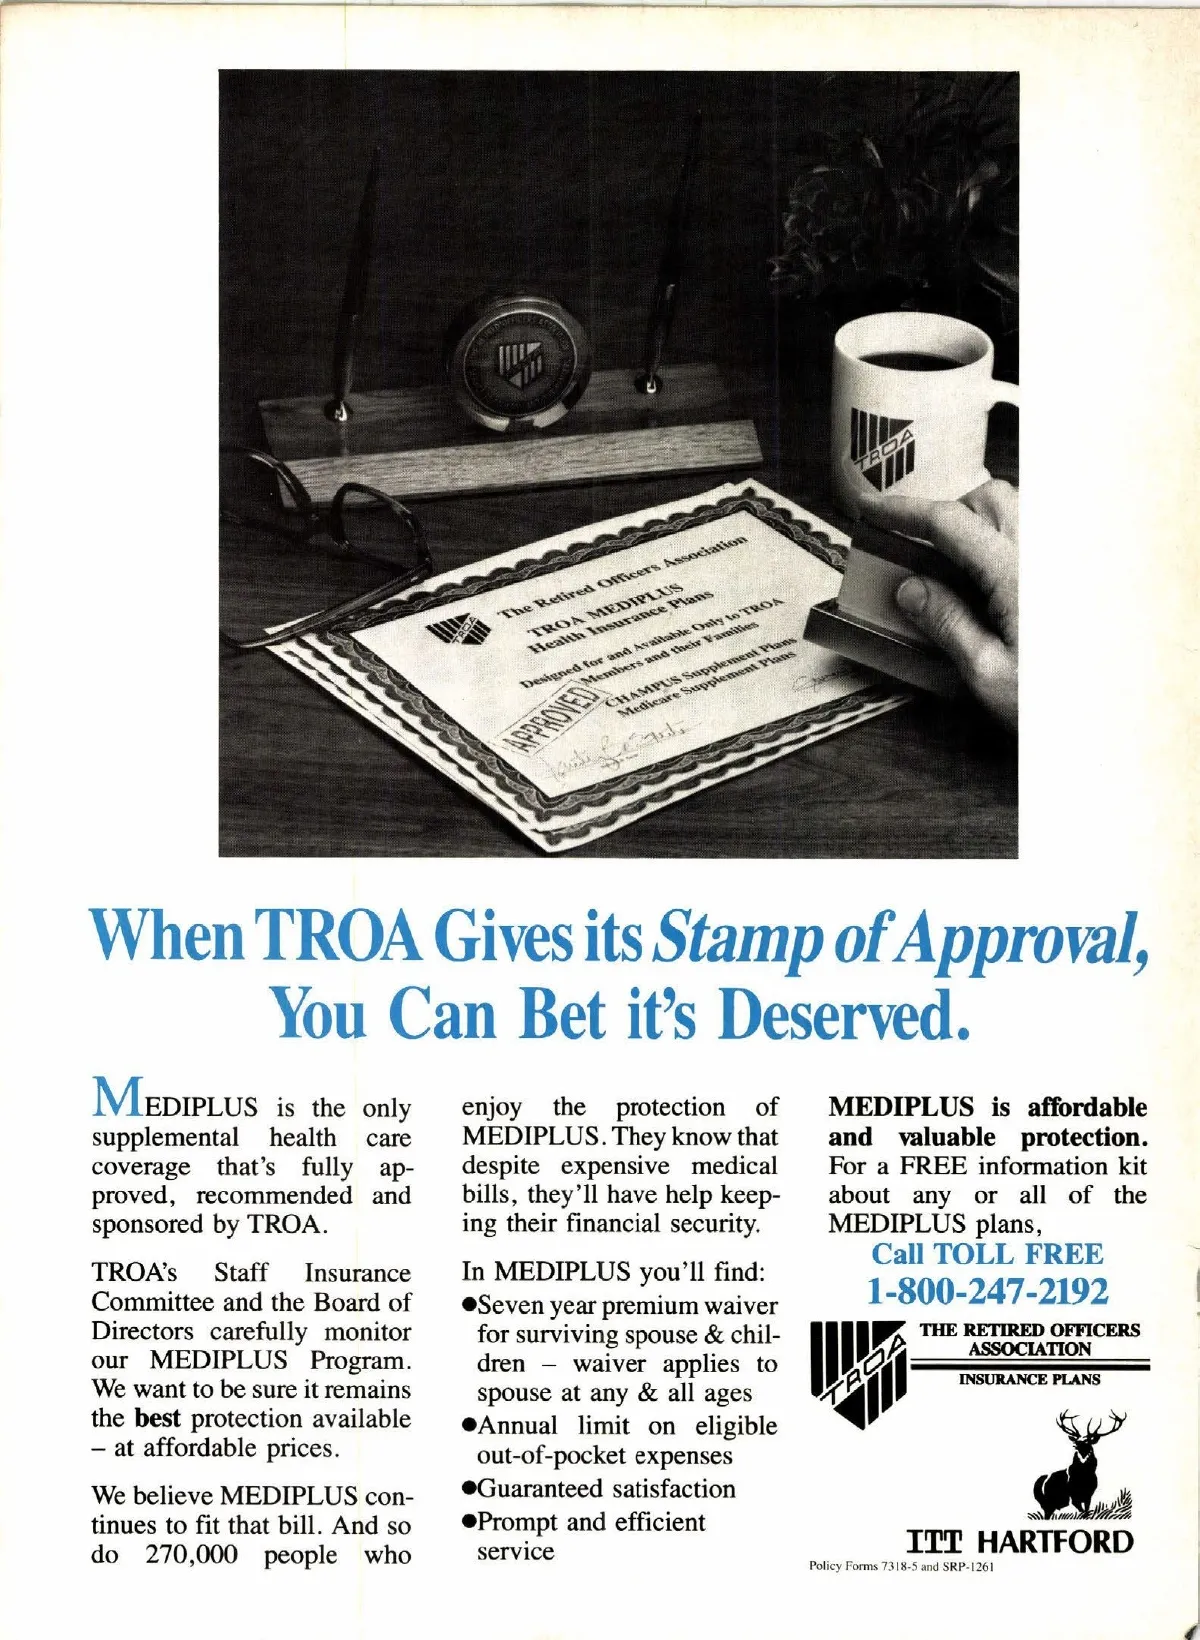 TROA
The Retired Officers Association
TROA MEDIPLUS
Health Insurance Plans
TROA
Designed for and Available Only to TROA
Members and their Families
CHAMPUS Supplement Plans
Medicare Supplement Plans
APPROVED
When TROA Gives its Stamp of Approval,
You Can Bet it's Deserved.
MEDIPLUS is the only
supplemental health care
coverage that's fully ap-
proved, recommended and
sponsored by TROA.
TROA's Staff Insurance
Committee and the Board of
Directors carefully monitor
our MEDIPLUS Program.
We want to be sure it remains
the best protection available
– at affordable prices.
We believe MEDIPLUS con-
tinues to fit that bill. And so
do 270,000 people who
enjoy the protection of
MEDIPLUS. They know that
despite expensive medical
bills, they'll have help keep-
ing their financial security.
In MEDIPLUS you'll find:
●Seven year premium waiver
for surviving spouse & chil-
dren – waiver applies to
spouse at any & all ages
●Annual limit on eligible
out-of-pocket expenses
●Guaranteed satisfaction
●Prompt and efficient
service
MEDIPLUS is affordable
and valuable protection.
For a FREE information kit
about any or all of the
MEDIPLUS plans,
Call TOLL FREE
1-800-247-2192
TROA
THE RETIRED OFFICERS
ASSOCIATION
INSURANCE PLANS
ITT HARTFORD
Policy Forms 7318-5 and SRP-1261